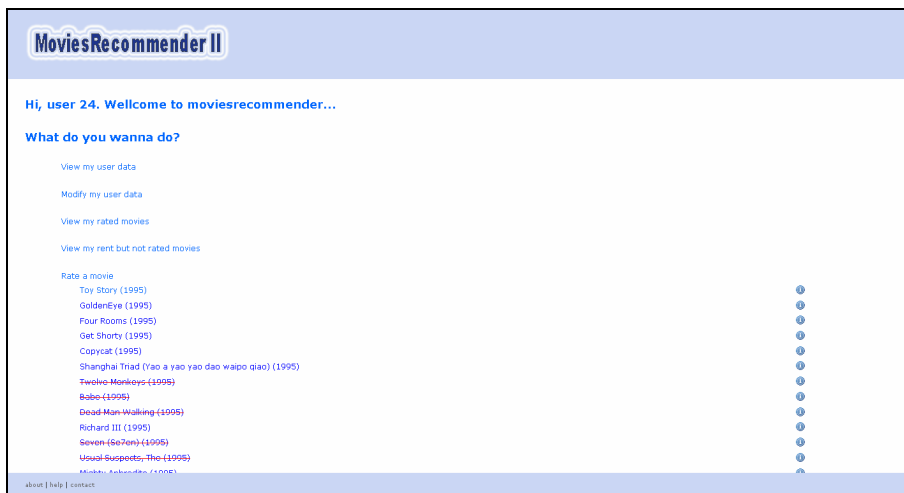 MoviesRecommender II
Hi, user 24. Wellcome to moviesrecommender...
What do you wanna do?
View my user data
Modify my user data
View my rated movies
View my rent but not rated movies
Rate a movie
Toy Story (1995)
GoldenEye (1995)
Four Rooms (1995)
Get Shorty (1995)
Copycat (1995)
Shanghai Triad (Yao a yao yao dao waipo qiao) (1995)
Twelve Monkeys (1995)
Babe (1995)
Dead Man Walking (1995)
Richard III (1995)
Seven (Se7en) (1995)
Usual Suspects, The (1995)
Mighty Aphrodite (1995)
about | help | contact